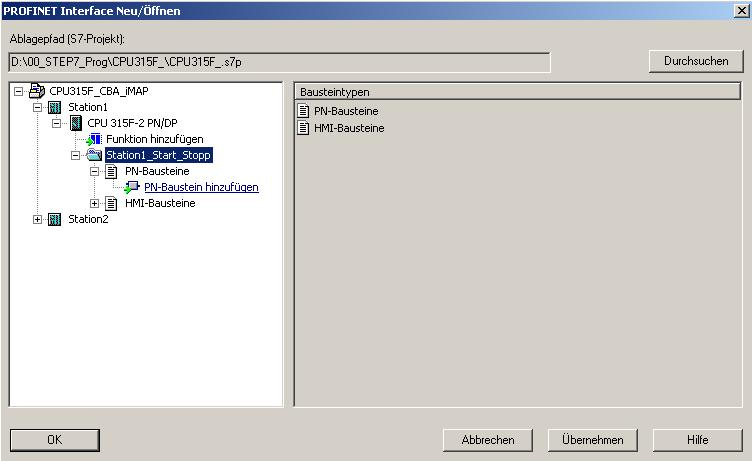 PROFINET Interface Neu/Öffnen
Ablagepfad (S7-Projekt):
D:\00_STEP7_Prog\CPU315F_\CPU315F_.s7p
Durchsuchen
CPU315F_CBA_iMAP
Station1
CPU 315F-2 PN/DP
Funktion hinzufügen
Station1_Start_Stopp
PN-Bausteine
PN-Baustein hinzufügen
HMI-Bausteine
Station2
Bausteintypen
PN-Bausteine
HMI-Bausteine
OK
Abbrechen
Übernehmen
Hilfe